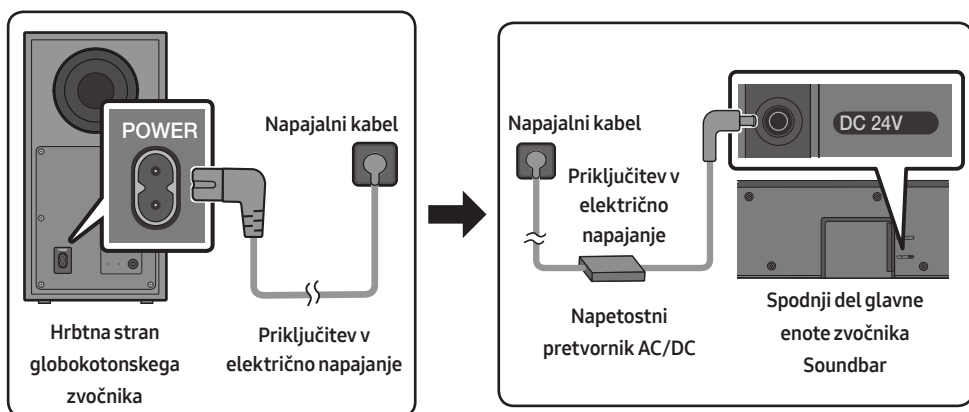 POWER
Napajalni kabel
Hrbtna stran
globokotonskega
zvočnika
Priključitev v
električno napajanje
Napajalni kabel
Priključitev v
električno
napajanje
Napetostni
pretvornik AC/DC
DC 24V
Spodnji del glavne
enote zvočnika
Soundbar